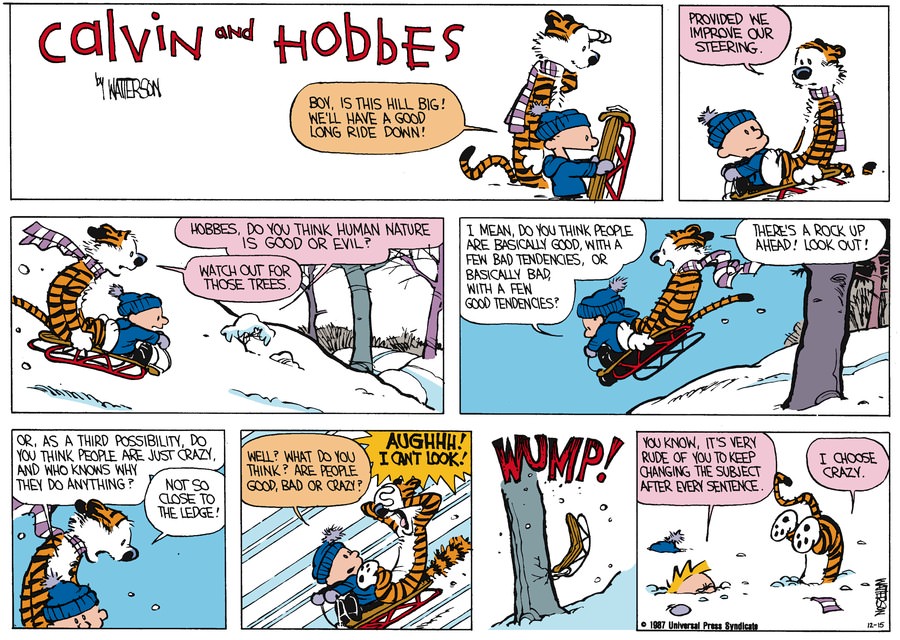 Calvin and Hobbes
by WATTERSON
BOY, IS THIS HILL BIG!
WE'LL HAVE A GOOD
LONG RIDE DOWN!
PROVIDED WE
IMPROVE OUR
STEERING.
HOBBES, DO YOU THINK HUMAN NATURE
IS GOOD OR EVIL?
WATCH OUT FOR
THOSE TREES.
I MEAN, DO YOU THINK PEOPLE
ARE BASICALLY GOOD, WITH A
FEW BAD TENDENCIES, OR
BASICALLY BAD,
WITH A FEW
GOOD TENDENCIES?
THERE'S A ROCK UP
AHEAD! LOOK OUT!
OR, AS A THIRD POSSIBILITY, DO
YOU THINK PEOPLE ARE JUST CRAZY,
AND WHO KNOWS WHY
THEY DO ANYTHING?
NOT SO
CLOSE TO
THE LEDGE!
WELL? WHAT DO YOU
THINK? ARE PEOPLE
GOOD, BAD OR CRAZY?
AUGHHH!
I CAN'T LOOK!
WUMP!
YOU KNOW, IT'S VERY
RUDE OF YOU TO KEEP
CHANGING THE SUBJECT
AFTER EVERY SENTENCE.
I CHOOSE
CRAZY.
WATTERSON
© 1987 Universal Press Syndicate
12-15